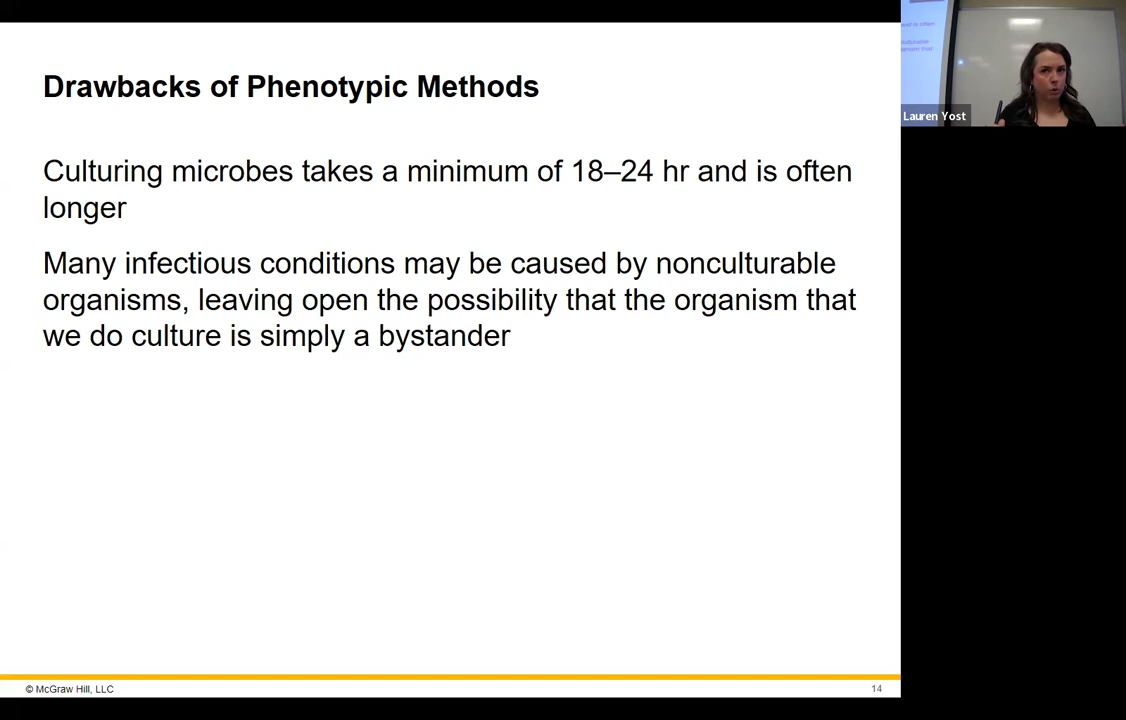 Drawbacks of Phenotypic Methods
Culturing microbes takes a minimum of 18–24 hr and is often
longer
Many infectious conditions may be caused by nonculturable
organisms, leaving open the possibility that the organism that
we do culture is simply a bystander
© McGraw Hill, LLC
14
Lauren Yost